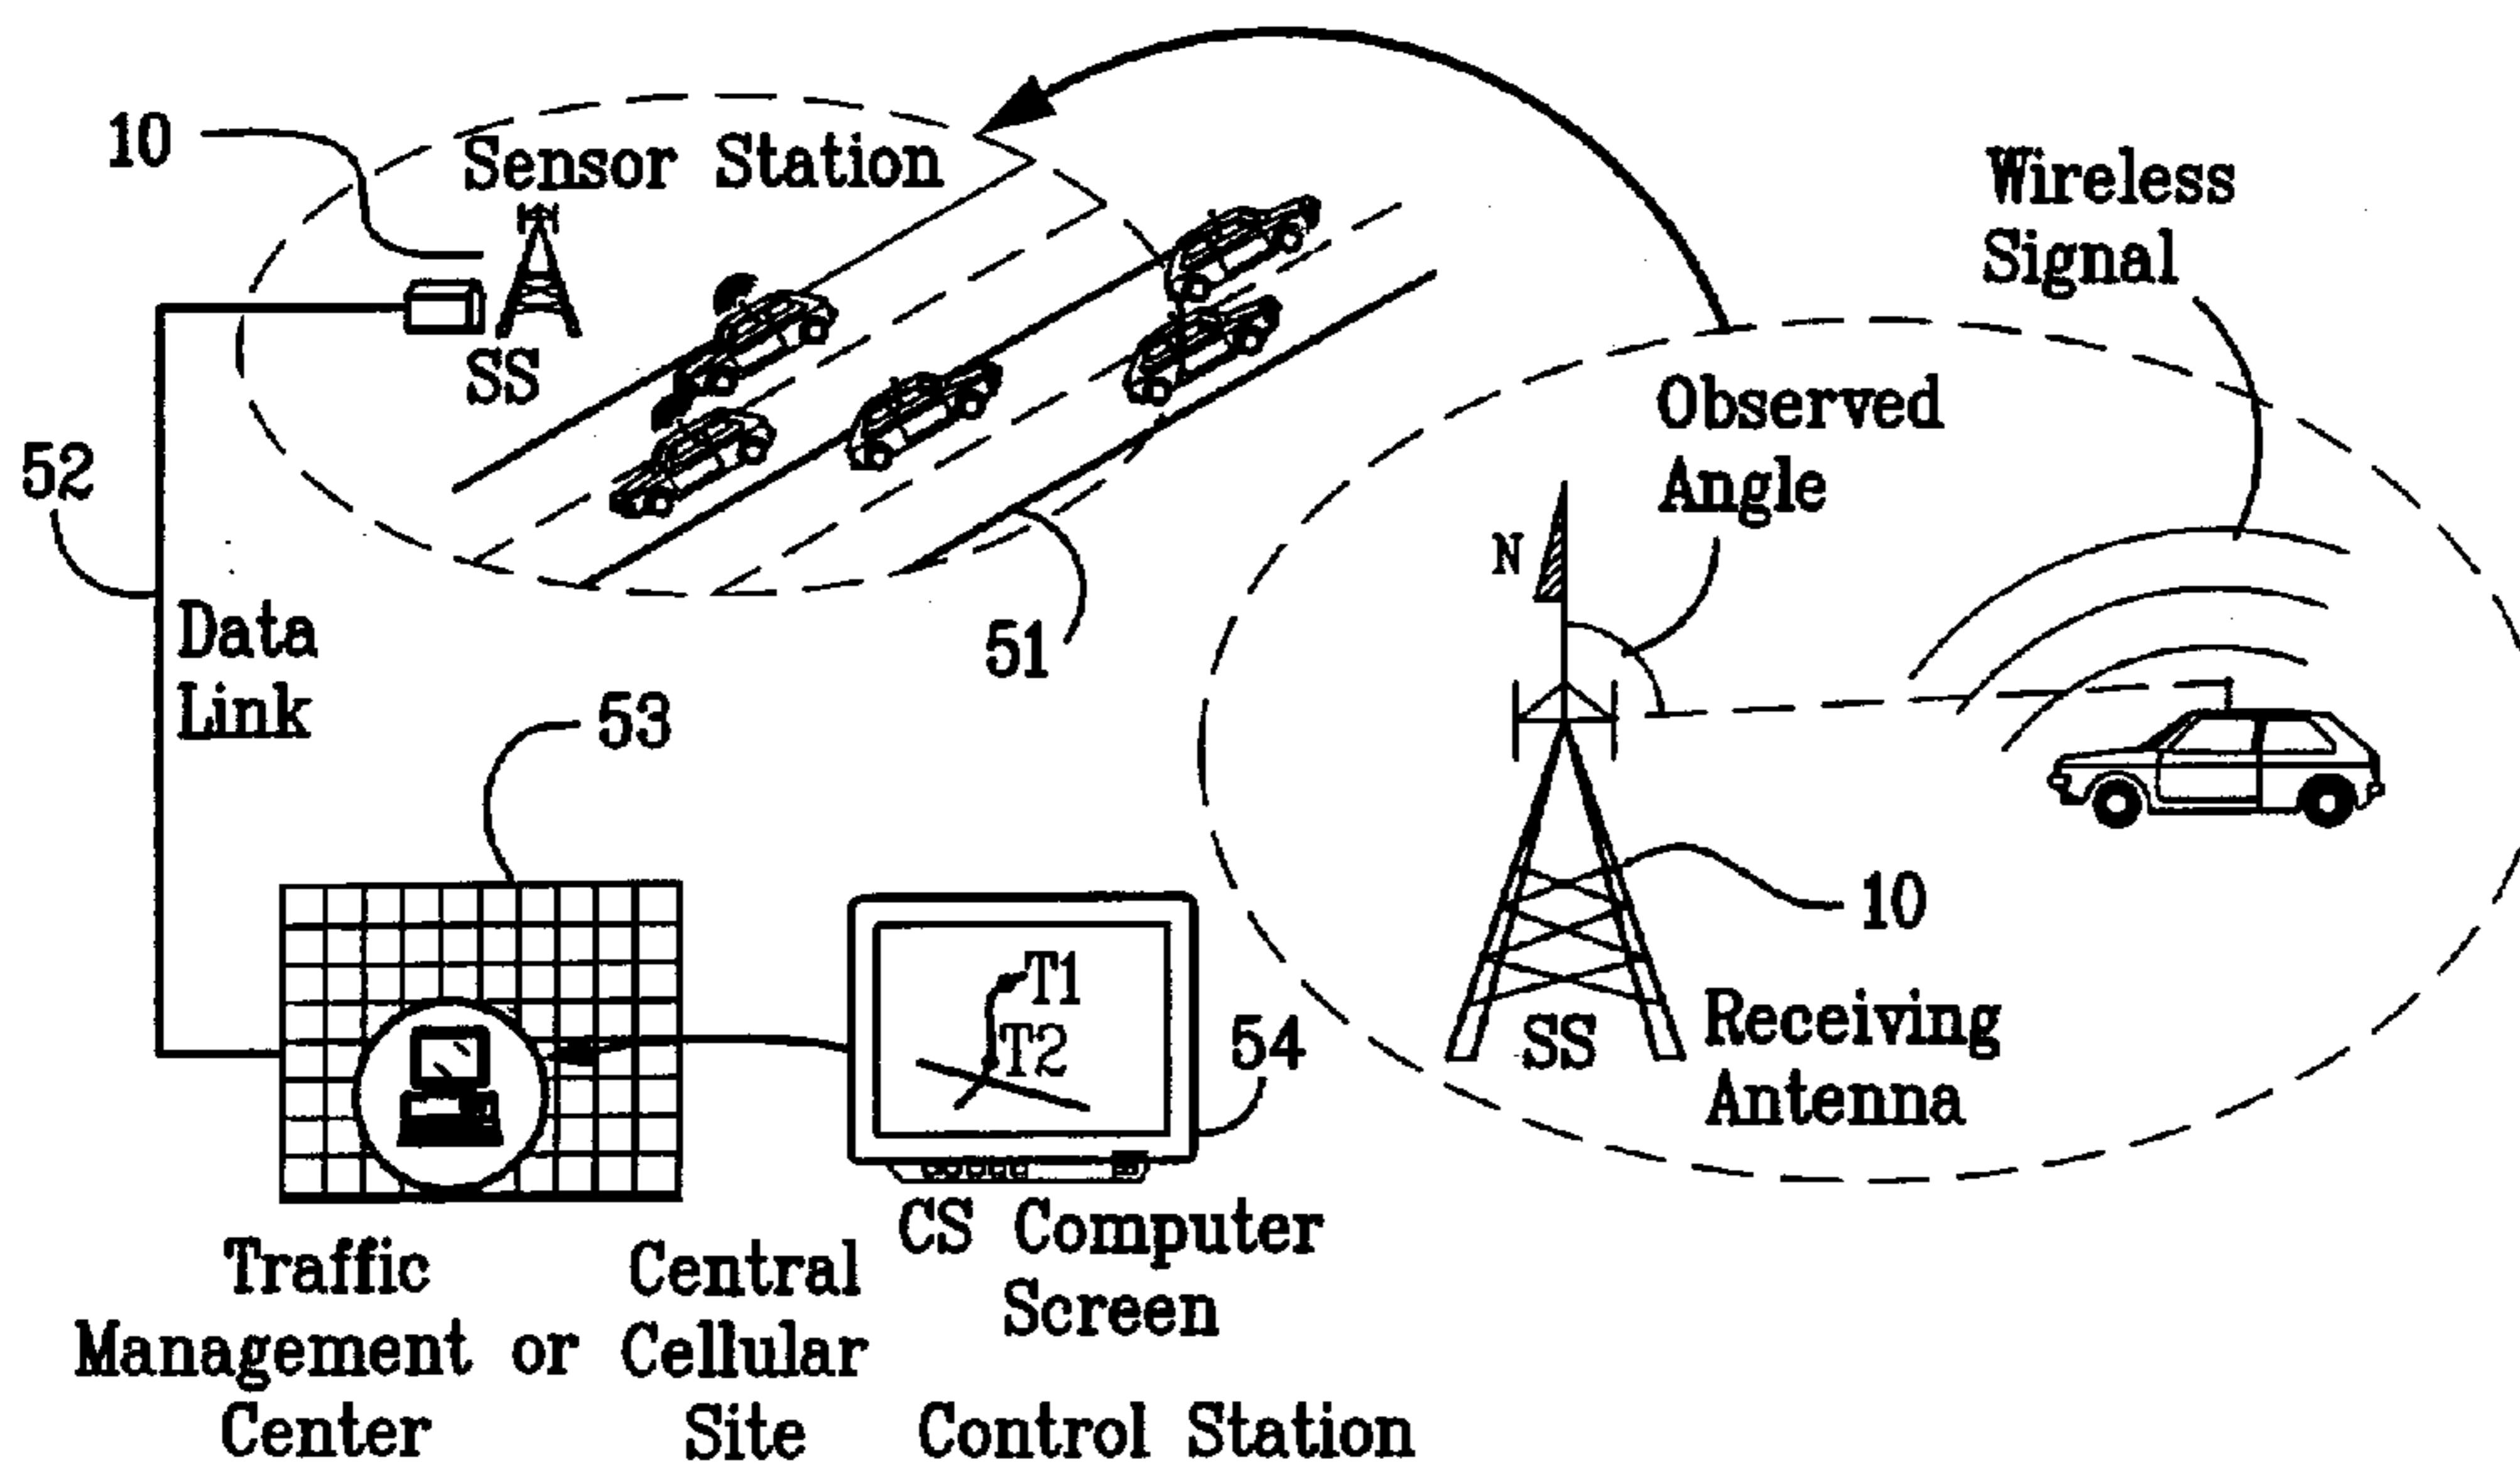 10
Sensor Station
SS
52
Data
Link
51
53
Wireless
Signal
Observed
Angle
N
10
SS
Receiving
Antenna
T1
T2
54
CS Computer
Screen
Traffic
Management or
Center
Central
Cellular
Site
Control Station